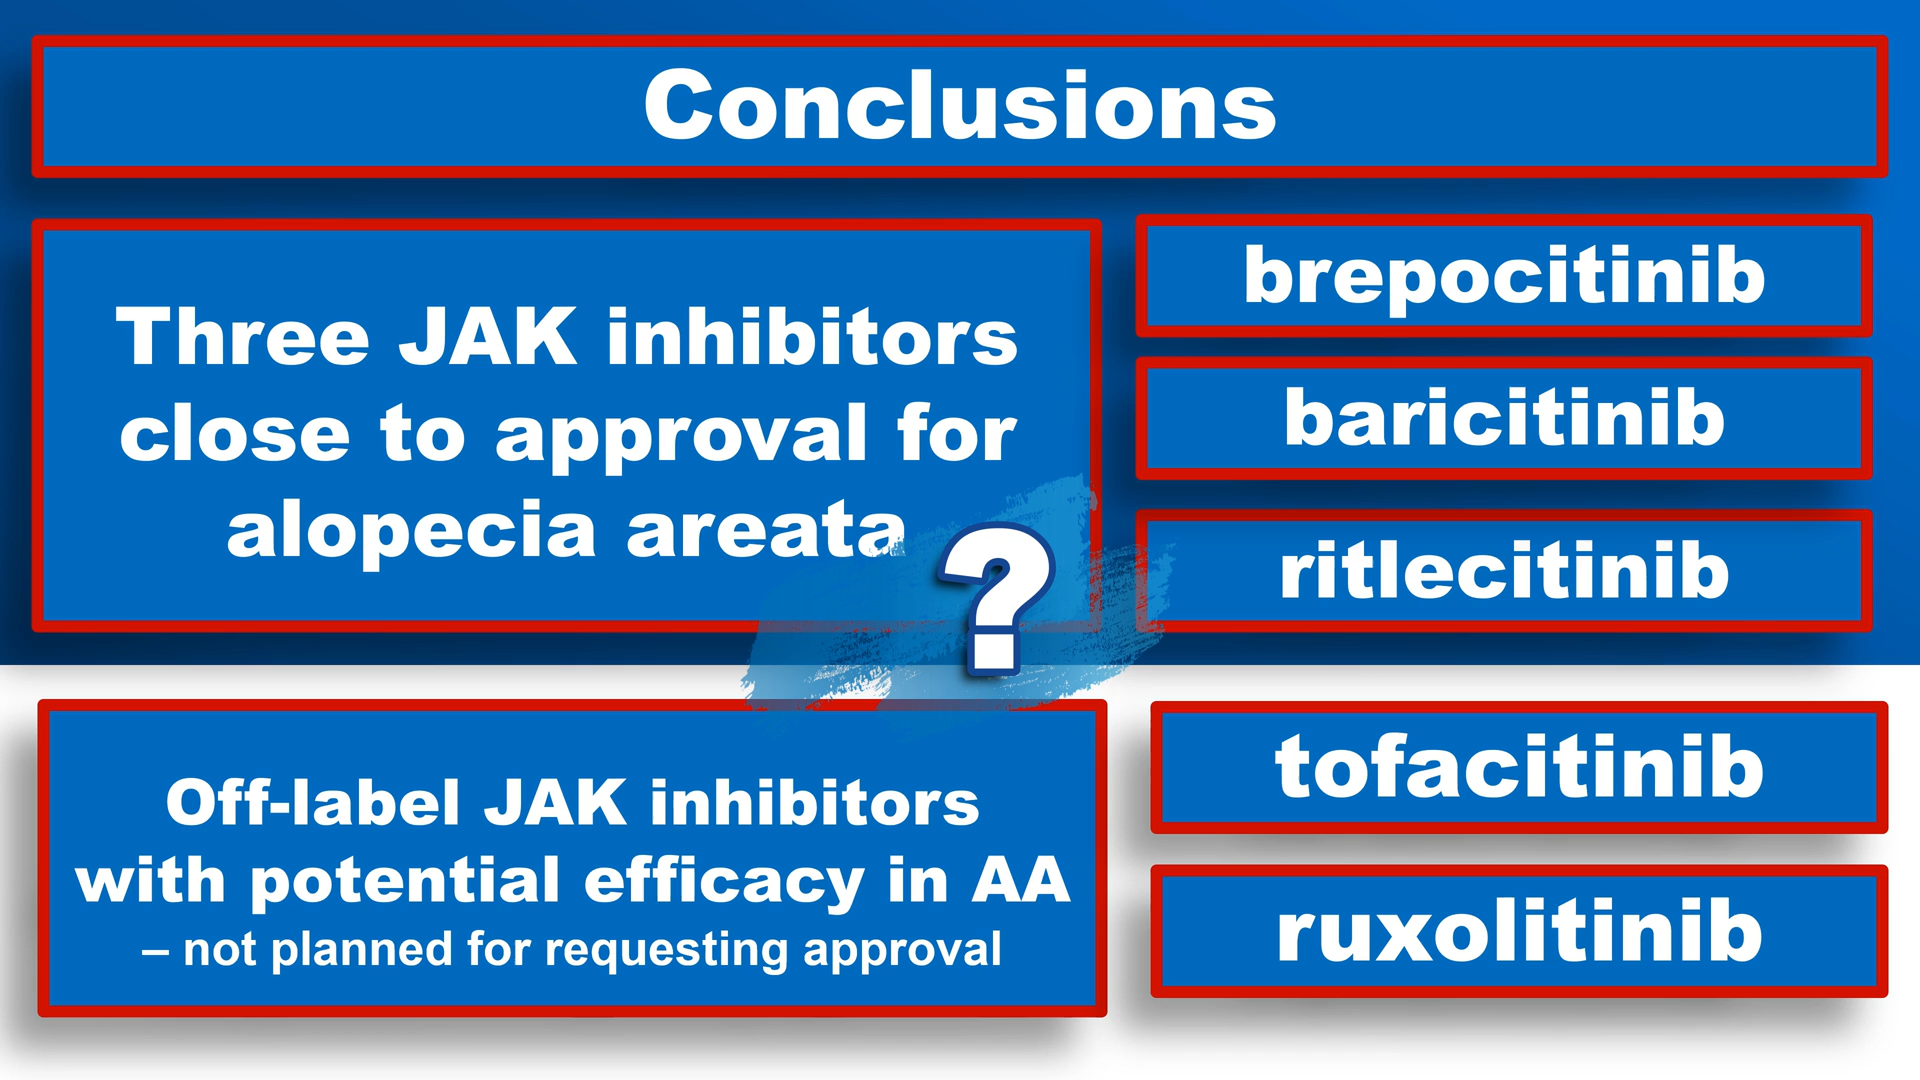 Conclusions
Three JAK inhibitors
close to approval for
alopecia areata
?
brepocitinib
baricitinib
ritlecitinib
Off-label JAK inhibitors
with potential efficacy in AA
– not planned for requesting approval
tofacitinib
ruxolitinib